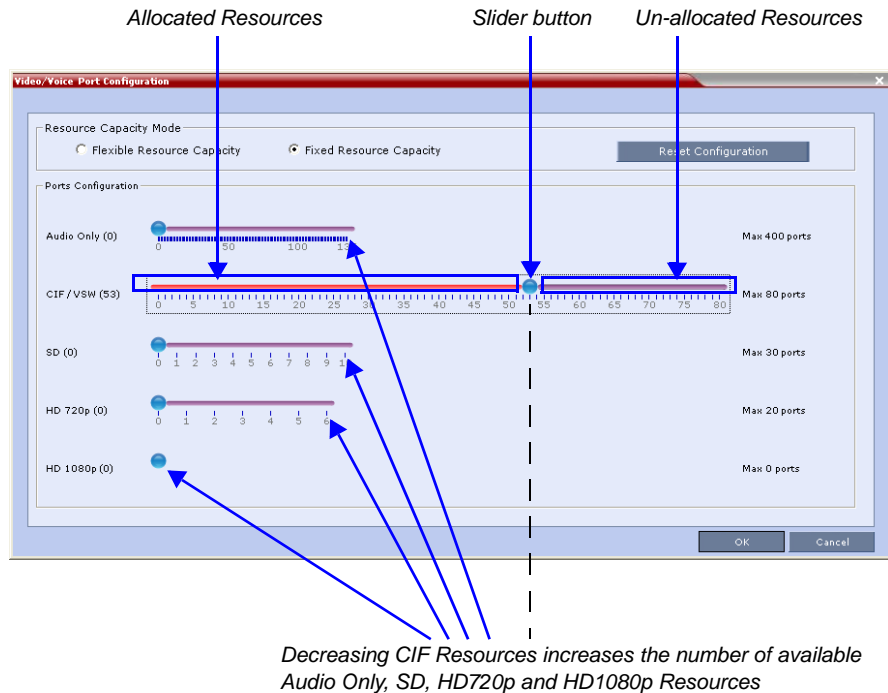 Allocated Resources Slider button Un-allocated Resources
Video/Voice Port Configuration
Resource Capacity Mode
Flexible Resource Capacity Fixed Resource Capacity Reset Configuration
Ports Configuration
Audio Only (0) Max 400 ports
0 50 100
CIF/VSW (53) Max 80 ports
0 5 10 15 20 25 30 35 40 45 50 55 60 65 70 75 80
SD (0) Max 30 ports
0 1 2 3 4 5 6 7 8 9
HD 720p (0) Max 20 ports
0 1 2 3 4 5 6
HD 1080p (0) Max 0 ports
OK Cancel
Decreasing CIF Resources increases the number of available
Audio Only, SD, HD720p and HD1080p Resources